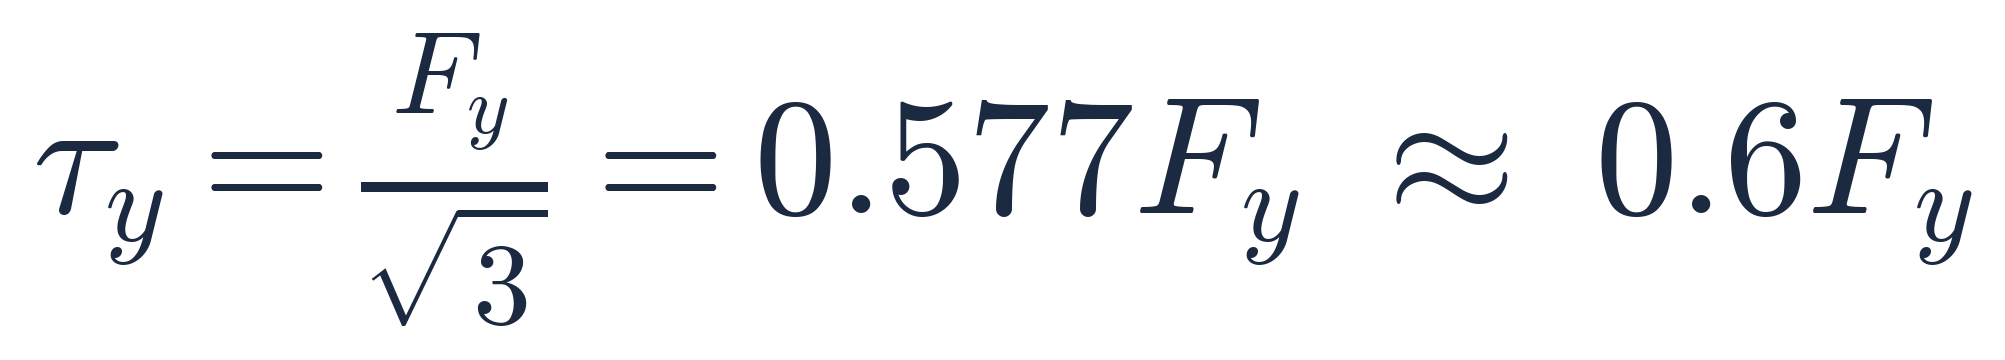 τ_y = F_y / √3 = 0.577F_y ≈ 0.6F_y